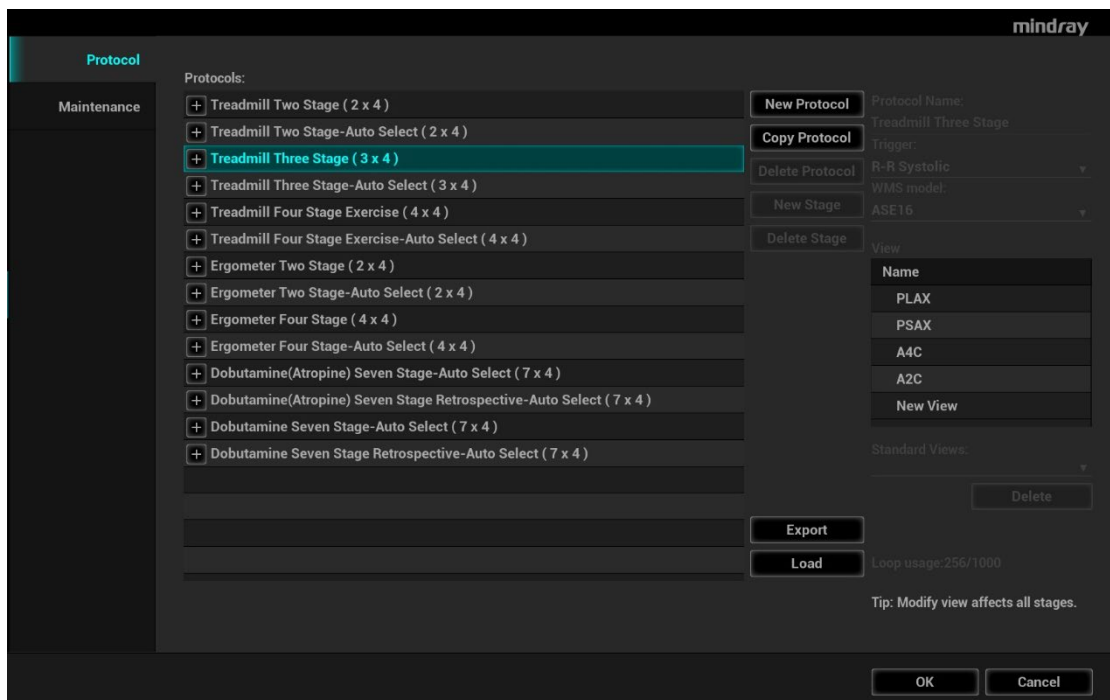 mindray
Protocol
Maintenance
Protocols:
Treadmill Two Stage ( 2 x 4 )
Treadmill Two Stage-Auto Select ( 2 x 4 )
Treadmill Three Stage ( 3 x 4 )
Treadmill Three Stage-Auto Select ( 3 x 4 )
Treadmill Four Stage Exercise ( 4 x 4 )
Treadmill Four Stage Exercise-Auto Select ( 4 x 4 )
Ergometer Two Stage ( 2 x 4 )
Ergometer Two Stage-Auto Select ( 2 x 4 )
Ergometer Four Stage ( 4 x 4 )
Ergometer Four Stage-Auto Select ( 4 x 4 )
Dobutamine(Atropine) Seven Stage-Auto Select ( 7 x 4 )
Dobutamine(Atropine) Seven Stage Retrospective-Auto Select ( 7 x 4 )
Dobutamine Seven Stage-Auto Select ( 7 x 4 )
Dobutamine Seven Stage Retrospective-Auto Select ( 7 x 4 )
New Protocol
Copy Protocol
Delete Protocol
New Stage
Delete Stage
Export
Load
Protocol Name:
Treadmill Three Stage
Trigger:
R-R Systolic
WMS model:
ASE16
View
Name
PLAX
PSAX
A4C
A2C
New View
Standard Views:
Delete
Loop usage:256/1000
Tip: Modify view affects all stages.
OK
Cancel